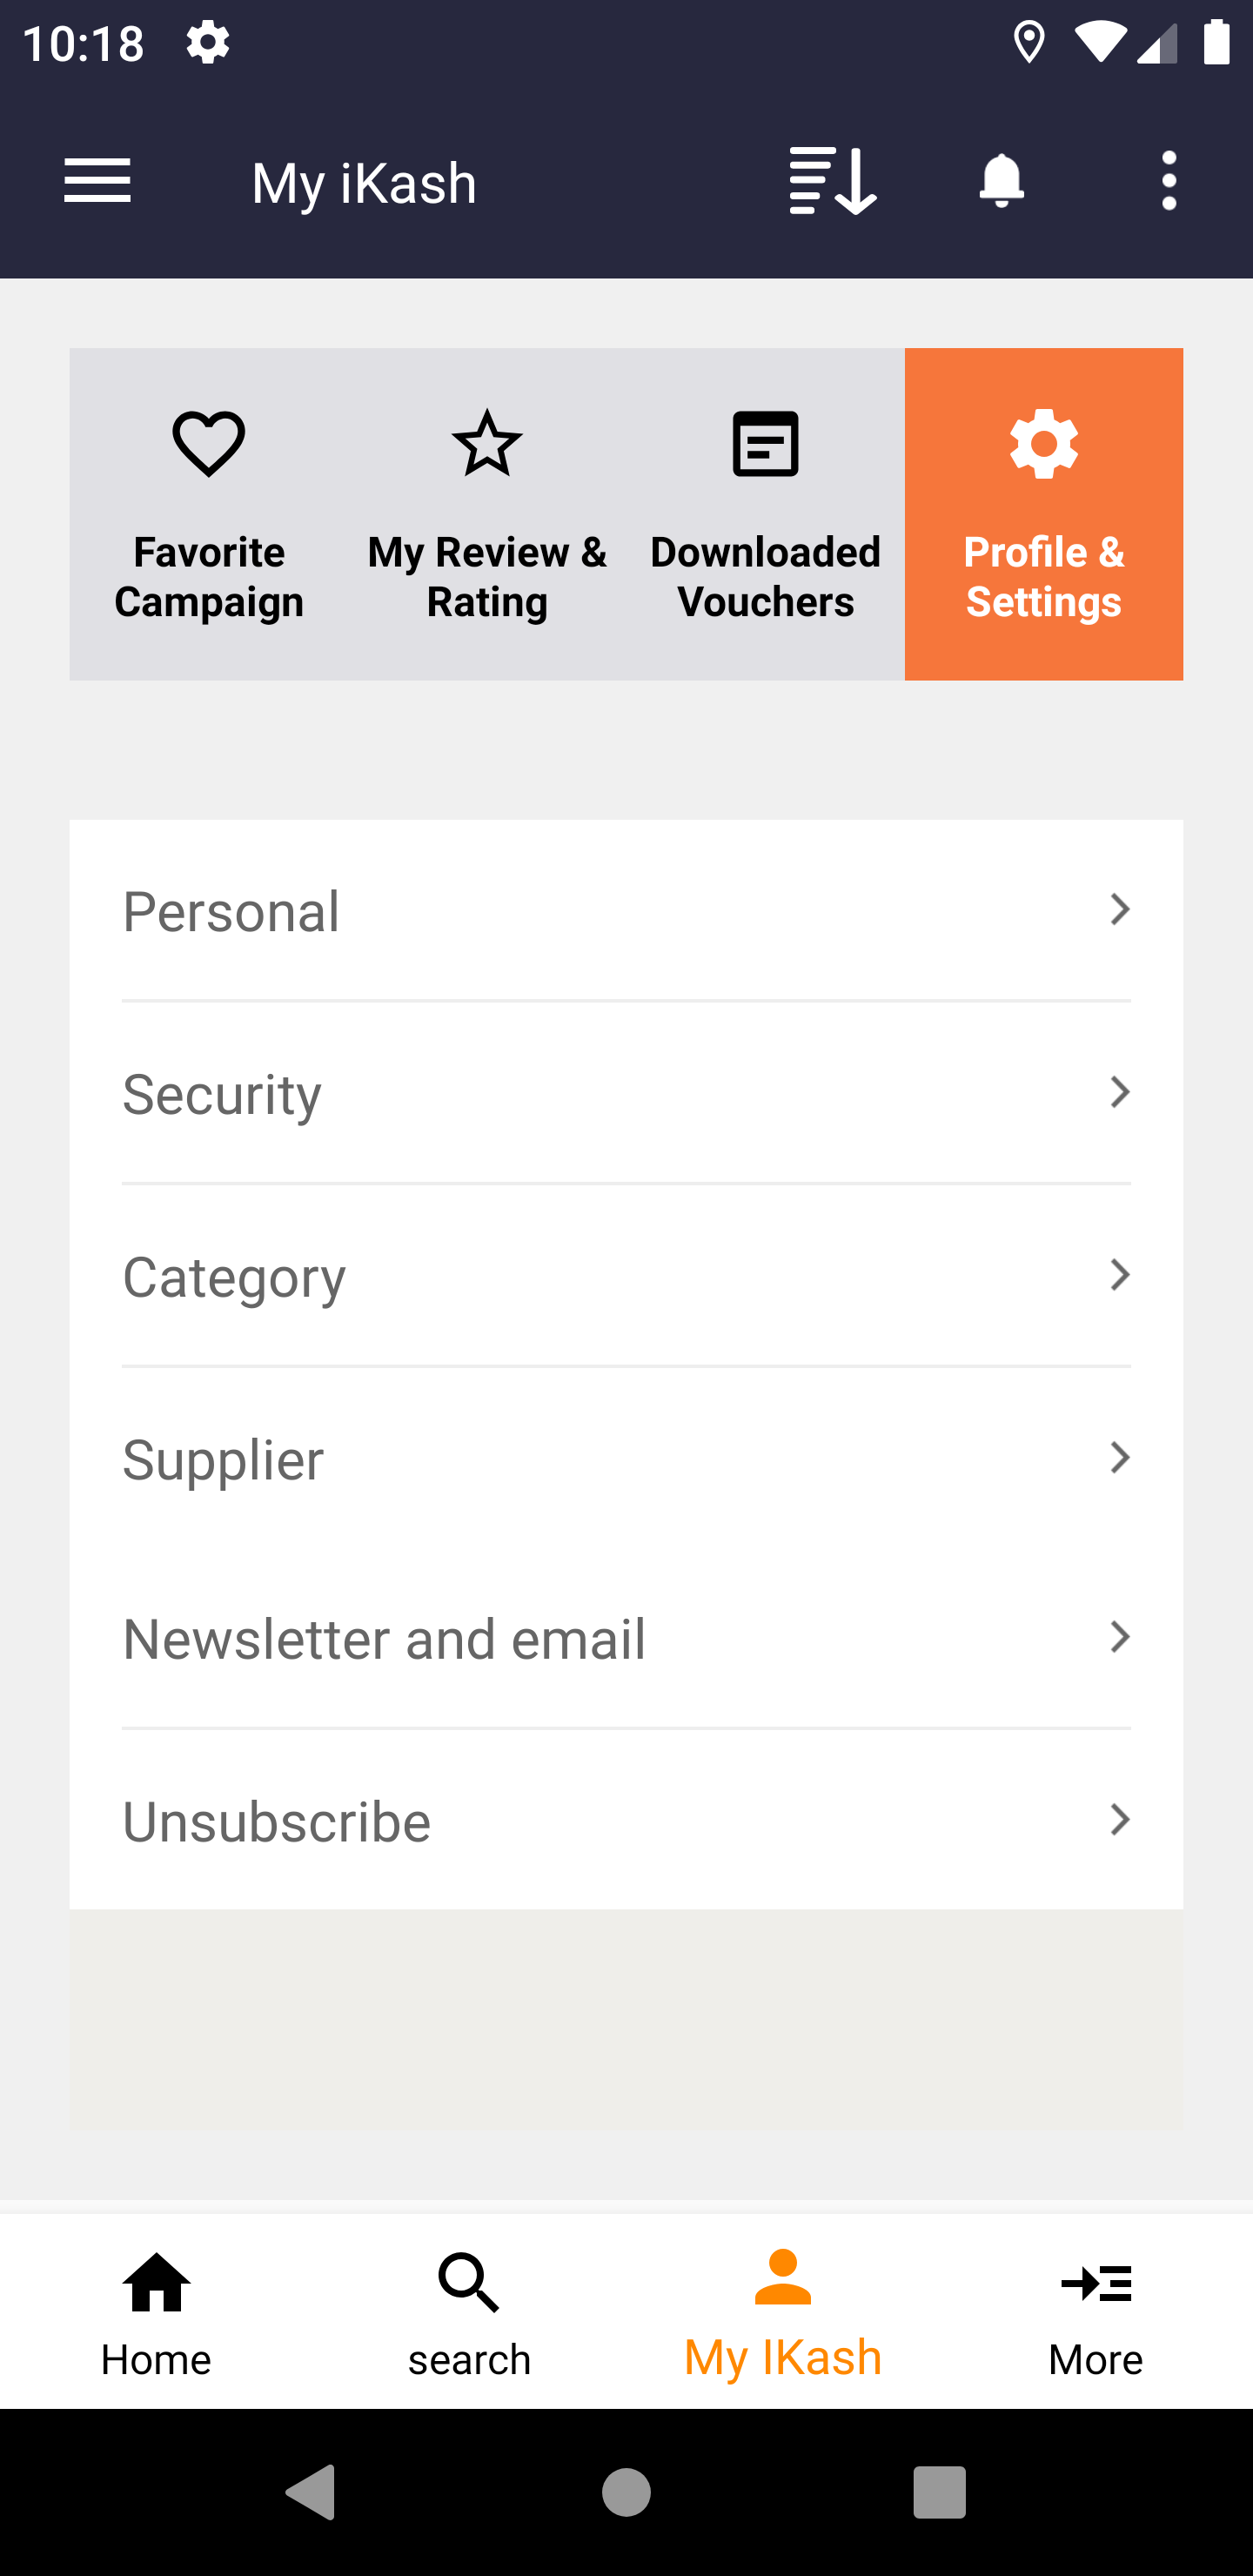 10:18
My iKash
Favorite
Campaign
My Review &
Rating
Downloaded
Vouchers
Profile &
Settings
Personal
Security
Category
Supplier
Newsletter and email
Unsubscribe
Home
search
My IKash
More